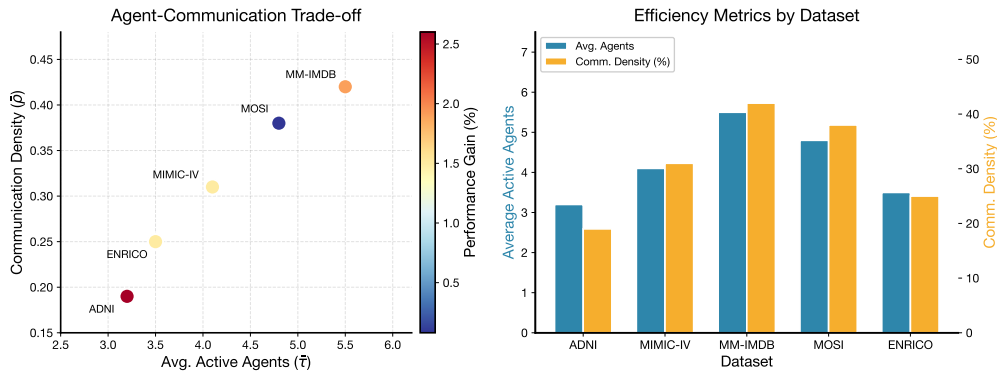 Agent-Communication Trade-off
Communication Density (ρ̄)
0.45
0.40
0.35
0.30
0.25
0.20
0.15
MM-IMDB
MOSI
MIMIC-IV
ENRICO
ADNI
2.5
3.0
3.5
4.0
4.5
5.0
5.5
6.0
Avg. Active Agents (τ̄)
2.5
2.0
1.5
1.0
0.5
Performance Gain (%)
Efficiency Metrics by Dataset
Average Active Agents
7
6
5
4
3
2
1
0
Avg. Agents
Comm. Density (%)
50
40
30
20
10
0
Comm. Density (%)
ADNI
MIMIC-IV
MM-IMDB
MOSI
ENRICO
Dataset